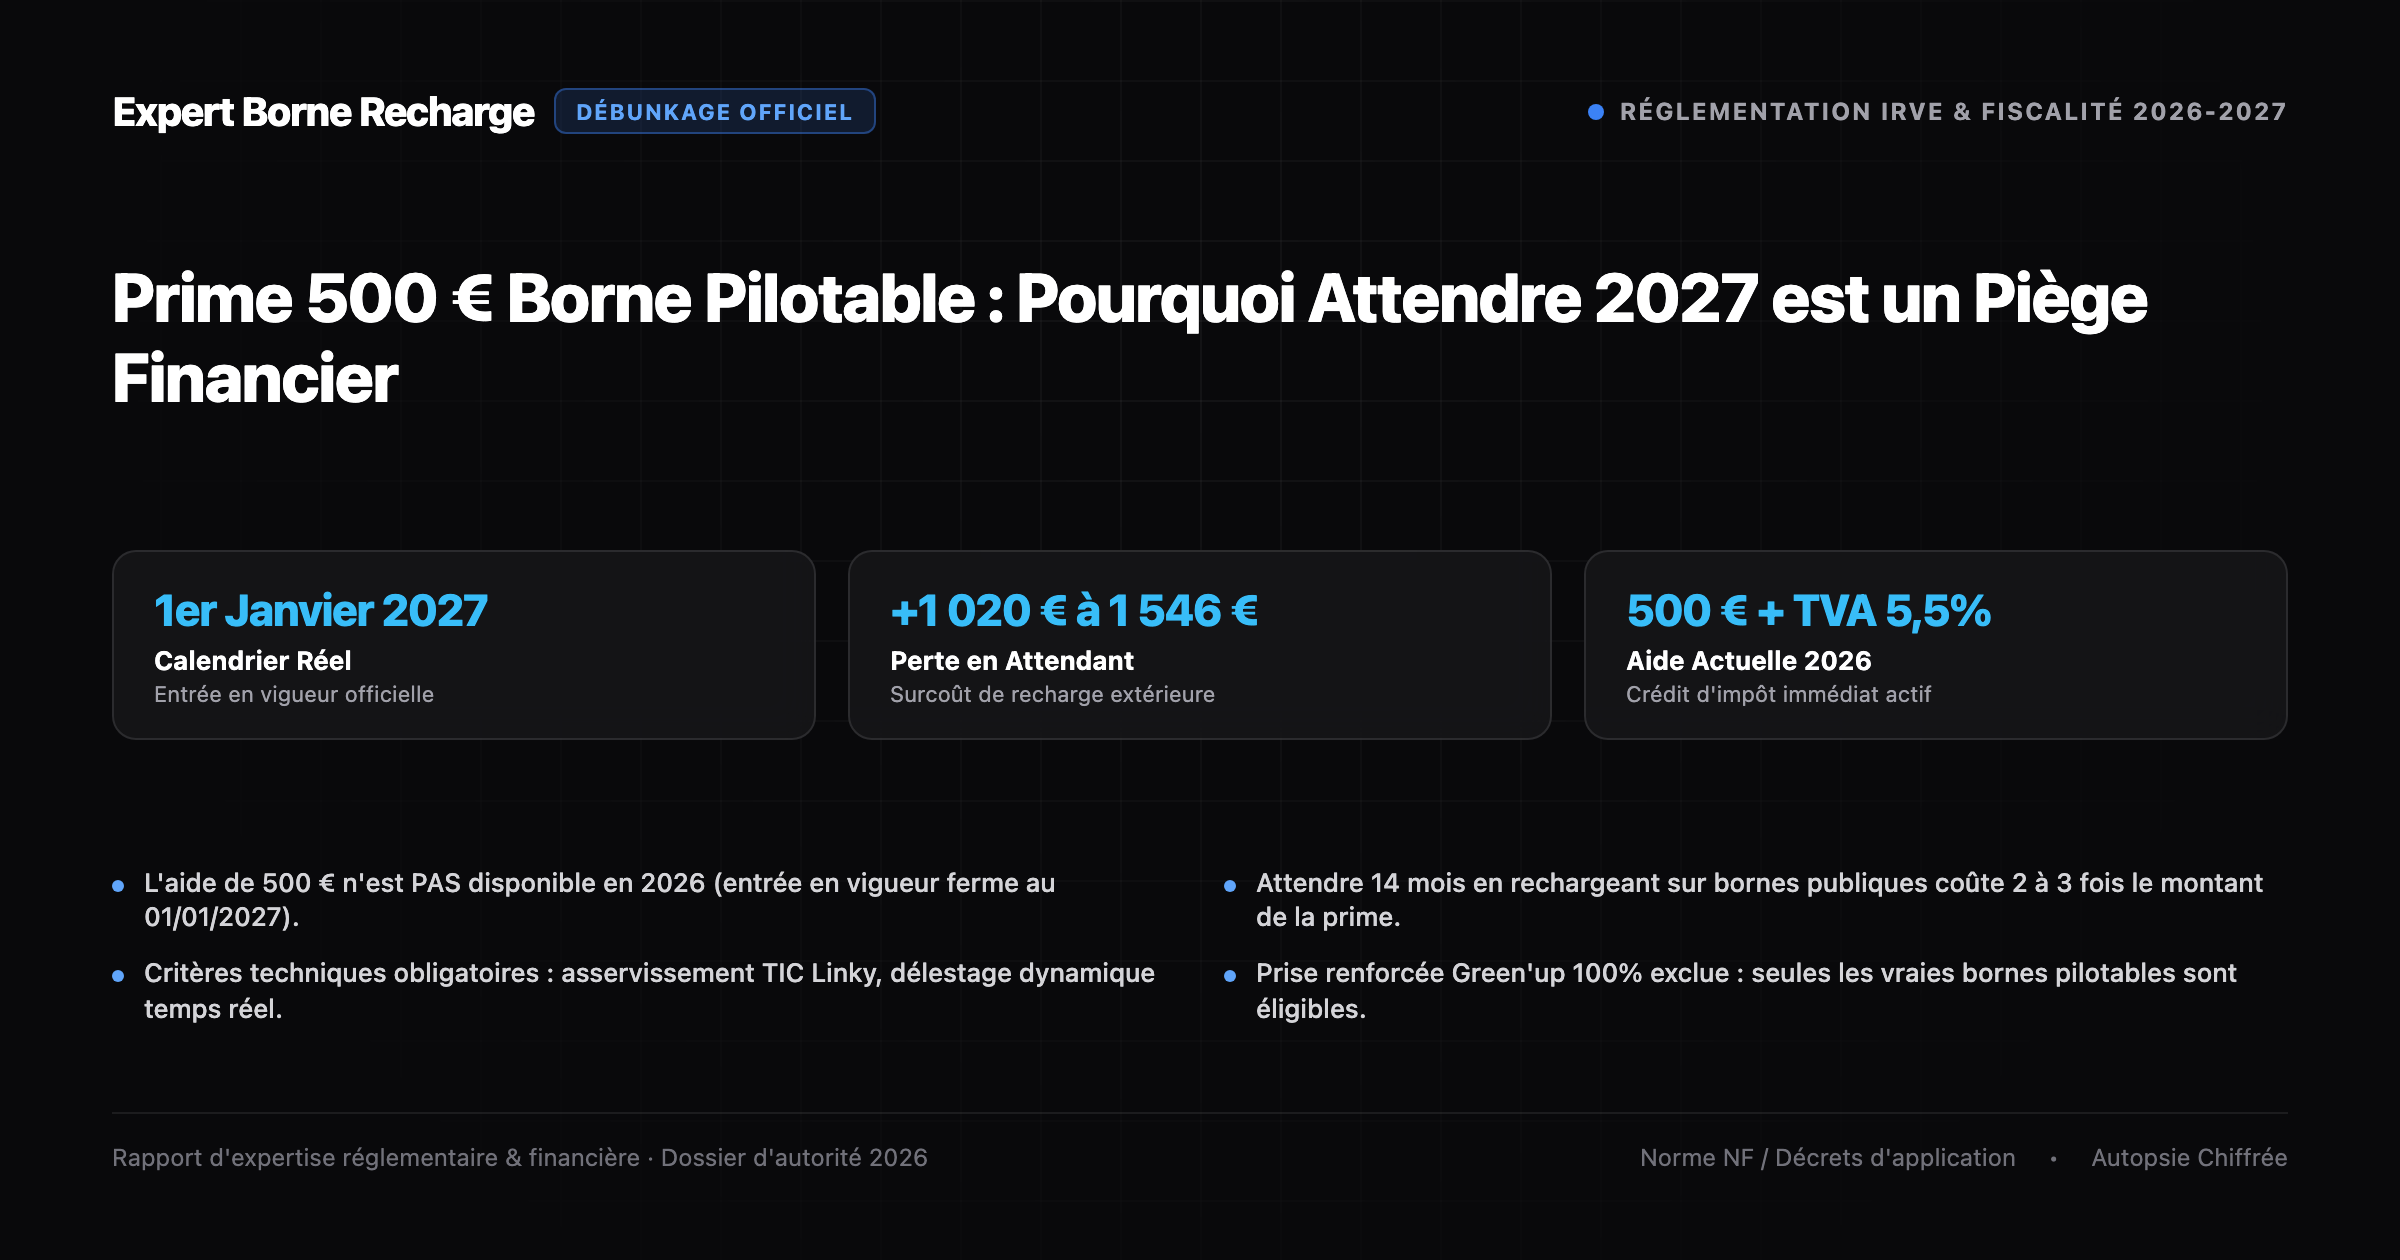 Expert Borne Recharge
DÉBUNKAGE OFFICIEL
RÉGLEMENTATION IRVE & FISCALITÉ 2026-2027
Prime 500 € Borne Pilotable : Pourquoi Attendre 2027 est un Piège
Financier
1er Janvier 2027
Calendrier Réel
Entrée en vigueur officielle
+1 020 € à 1 546 €
Perte en Attendant
Surcoût de recharge extérieure
500 € + TVA 5,5%
Aide Actuelle 2026
Crédit d'impôt immédiat actif
L'aide de 500 € n'est PAS disponible en 2026 (entrée en vigueur ferme au
01/01/2027).
Critères techniques obligatoires : asservissement TIC Linky, délestage dynamique
temps réel.
Attendre 14 mois en rechargeant sur bornes publiques coûte 2 à 3 fois le montant
de la prime.
Prise renforcée Green'up 100% exclue : seules les vraies bornes pilotables sont
éligibles.
Rapport d'expertise réglementaire & financière · Dossier d'autorité 2026
Norme NF / Décrets d'application • Autopsie Chiffrée